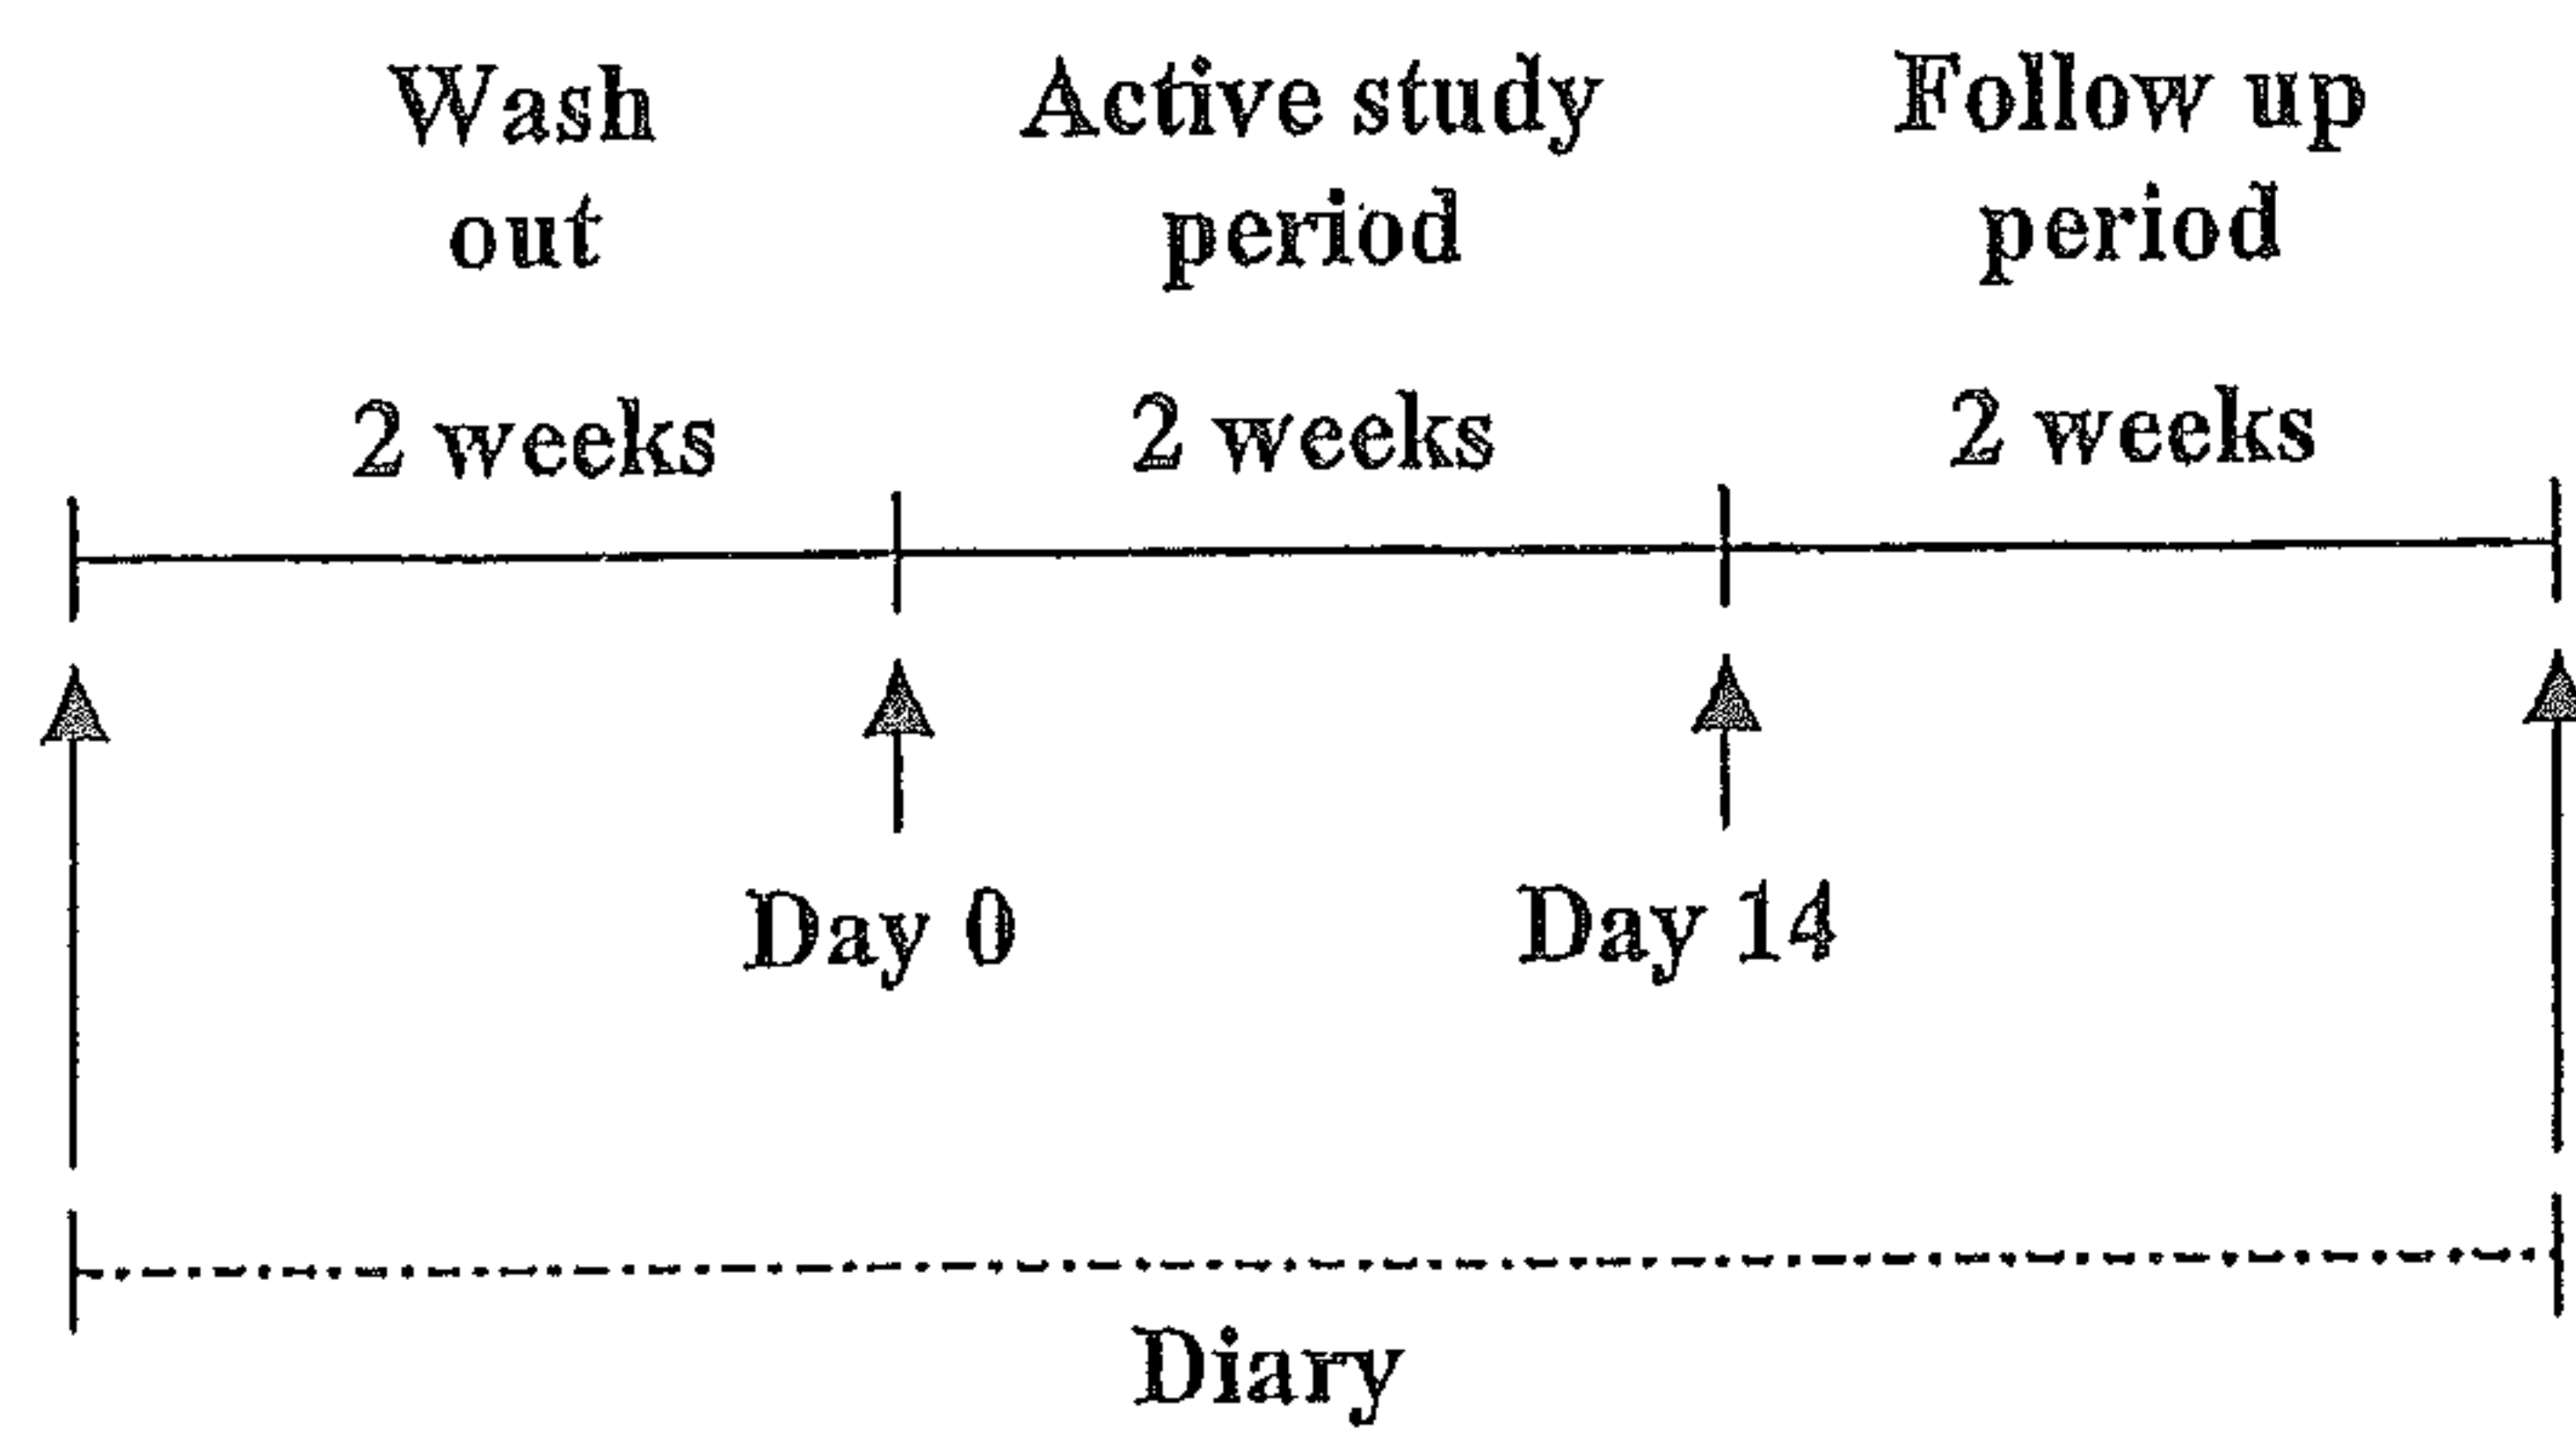 Wash
out
Active study
period
Follow up
period
2 weeks
2 weeks
2 weeks
Day 0
Day 14
Diary